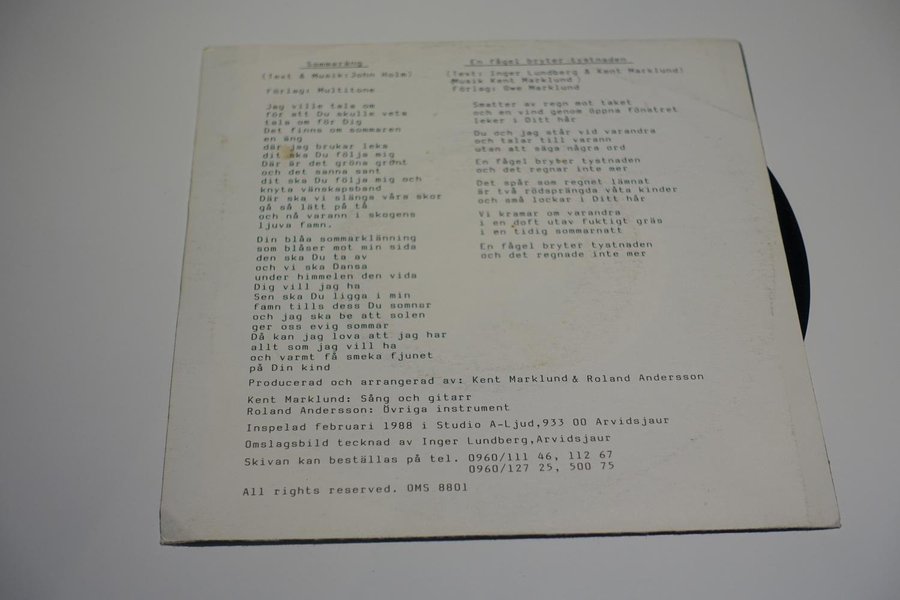 Sommaräng
(Text & Musik: John Holm)
Förlag: Multitone
Jag ville tala om
för att Du skulle veta
tala om för Dig
Det finns om sommaren
en äng
där jag brukar leka
dit ska Du följa mig
Där är det gröna grönt
och det sanna sant
dit ska Du följa mig och
knyta vänskapsband
Där ska vi slänga våra skor
gå så lätt på tå
och nå varann i skogens
ljuva famn.
Din blåa sommarklänning
som blåser mot min sida
den ska Du ta av
och vi ska Dansa
under himmelen den vida
Dig vill jag ha
Sen ska Du ligga i min
famn tills dess Du somnar
och jag ska be att solen
ger oss evig sommar
Då kan jag lova att jag har
allt som jag vill ha
och varmt få smeka fjunet
på Din kind
En fågel bryter tystnaden
(Text: Inger Lundberg & Kent Marklund)
Musik Kent Marklund)
Förlag: Owe Marklund
Smatter av regn mot taket
och en vind genom öppna fönstret
leker i Ditt hår
Du och jag står vid varandra
och talar till varann
utan att säga några ord
En fågel bryter tystnaden
och det regnar inte mer
Det spår som regnet lämnat
är två rödsprängda våta kinder
och små lockar i Ditt hår
Vi kramar om varandra
i en doft utav fuktigt gräs
i en tidig sommarnatt
En fågel bryter tystnaden
och det regnade inte mer
Producerad och arrangerad av: Kent Marklund & Roland Andersson
Kent Marklund: Sång och gitarr
Roland Andersson: Övriga instrument
Inspelad februari 1988 i Studio A-Ljud,933 00 Arvidsjaur
Omslagsbild tecknad av Inger Lundberg,Arvidsjaur
Skivan kan beställas på tel. 0960/111 46, 112 67
0960/127 25, 500 75
All rights reserved. OMS 8801